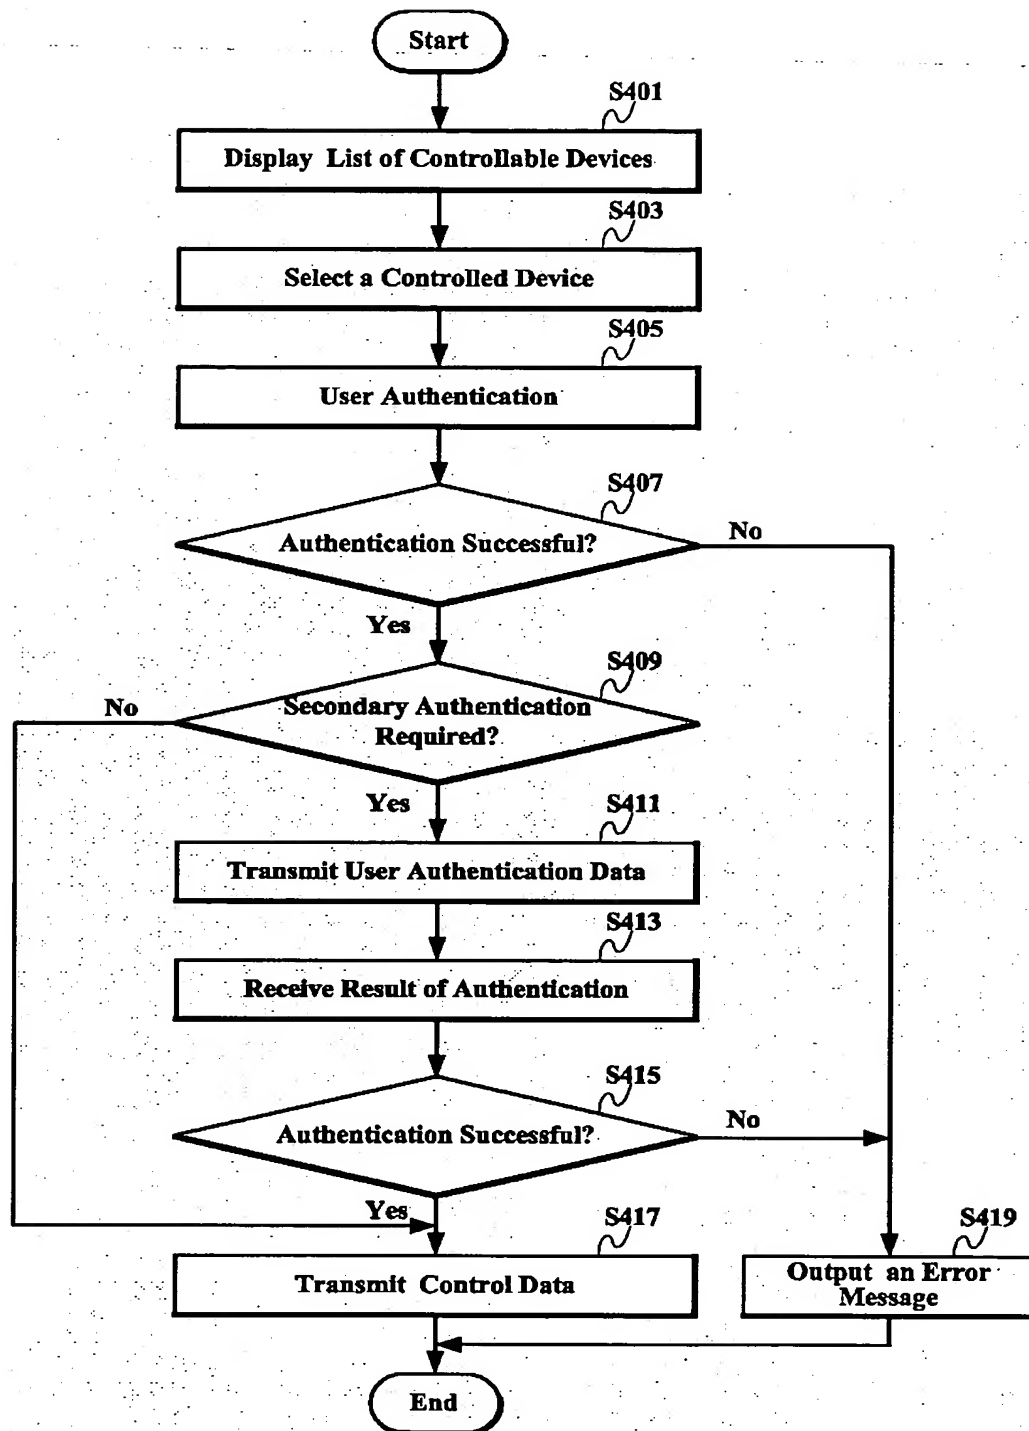 Start
S401
Display List of Controllable Devices
S403
Select a Controlled Device
S405
User Authentication
S407
Authentication Successful?
No
Yes
S409
No
Secondary Authentication
Required?
Yes
S411
Transmit User Authentication Data
S413
Receive Result of Authentication
S415
Authentication Successful?
No
Yes
S417
S419
Transmit Control Data
Output an Error
Message
End